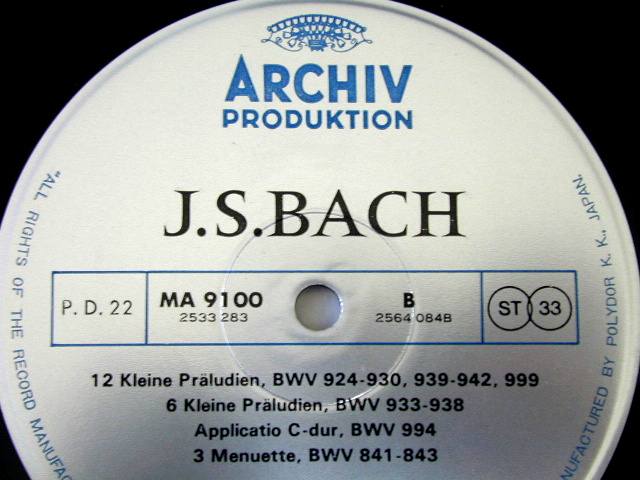 ARCHIV
PRODUKTION
J.S.BACH
P. D. 22
MA 9100
2533 283
B
2564 084B
ST 33
12 Kleine Präludien, BWV 924-930, 939-942, 999
6 Kleine Präludien, BWV 933-938
Applicatio C-dur, BWV 994
3 Menuette, BWV 841-843
"ALL RIGHTS OF THE RECORD MANUFAC
NUFACTURED BY POLYDOR K. K., JAPAN.